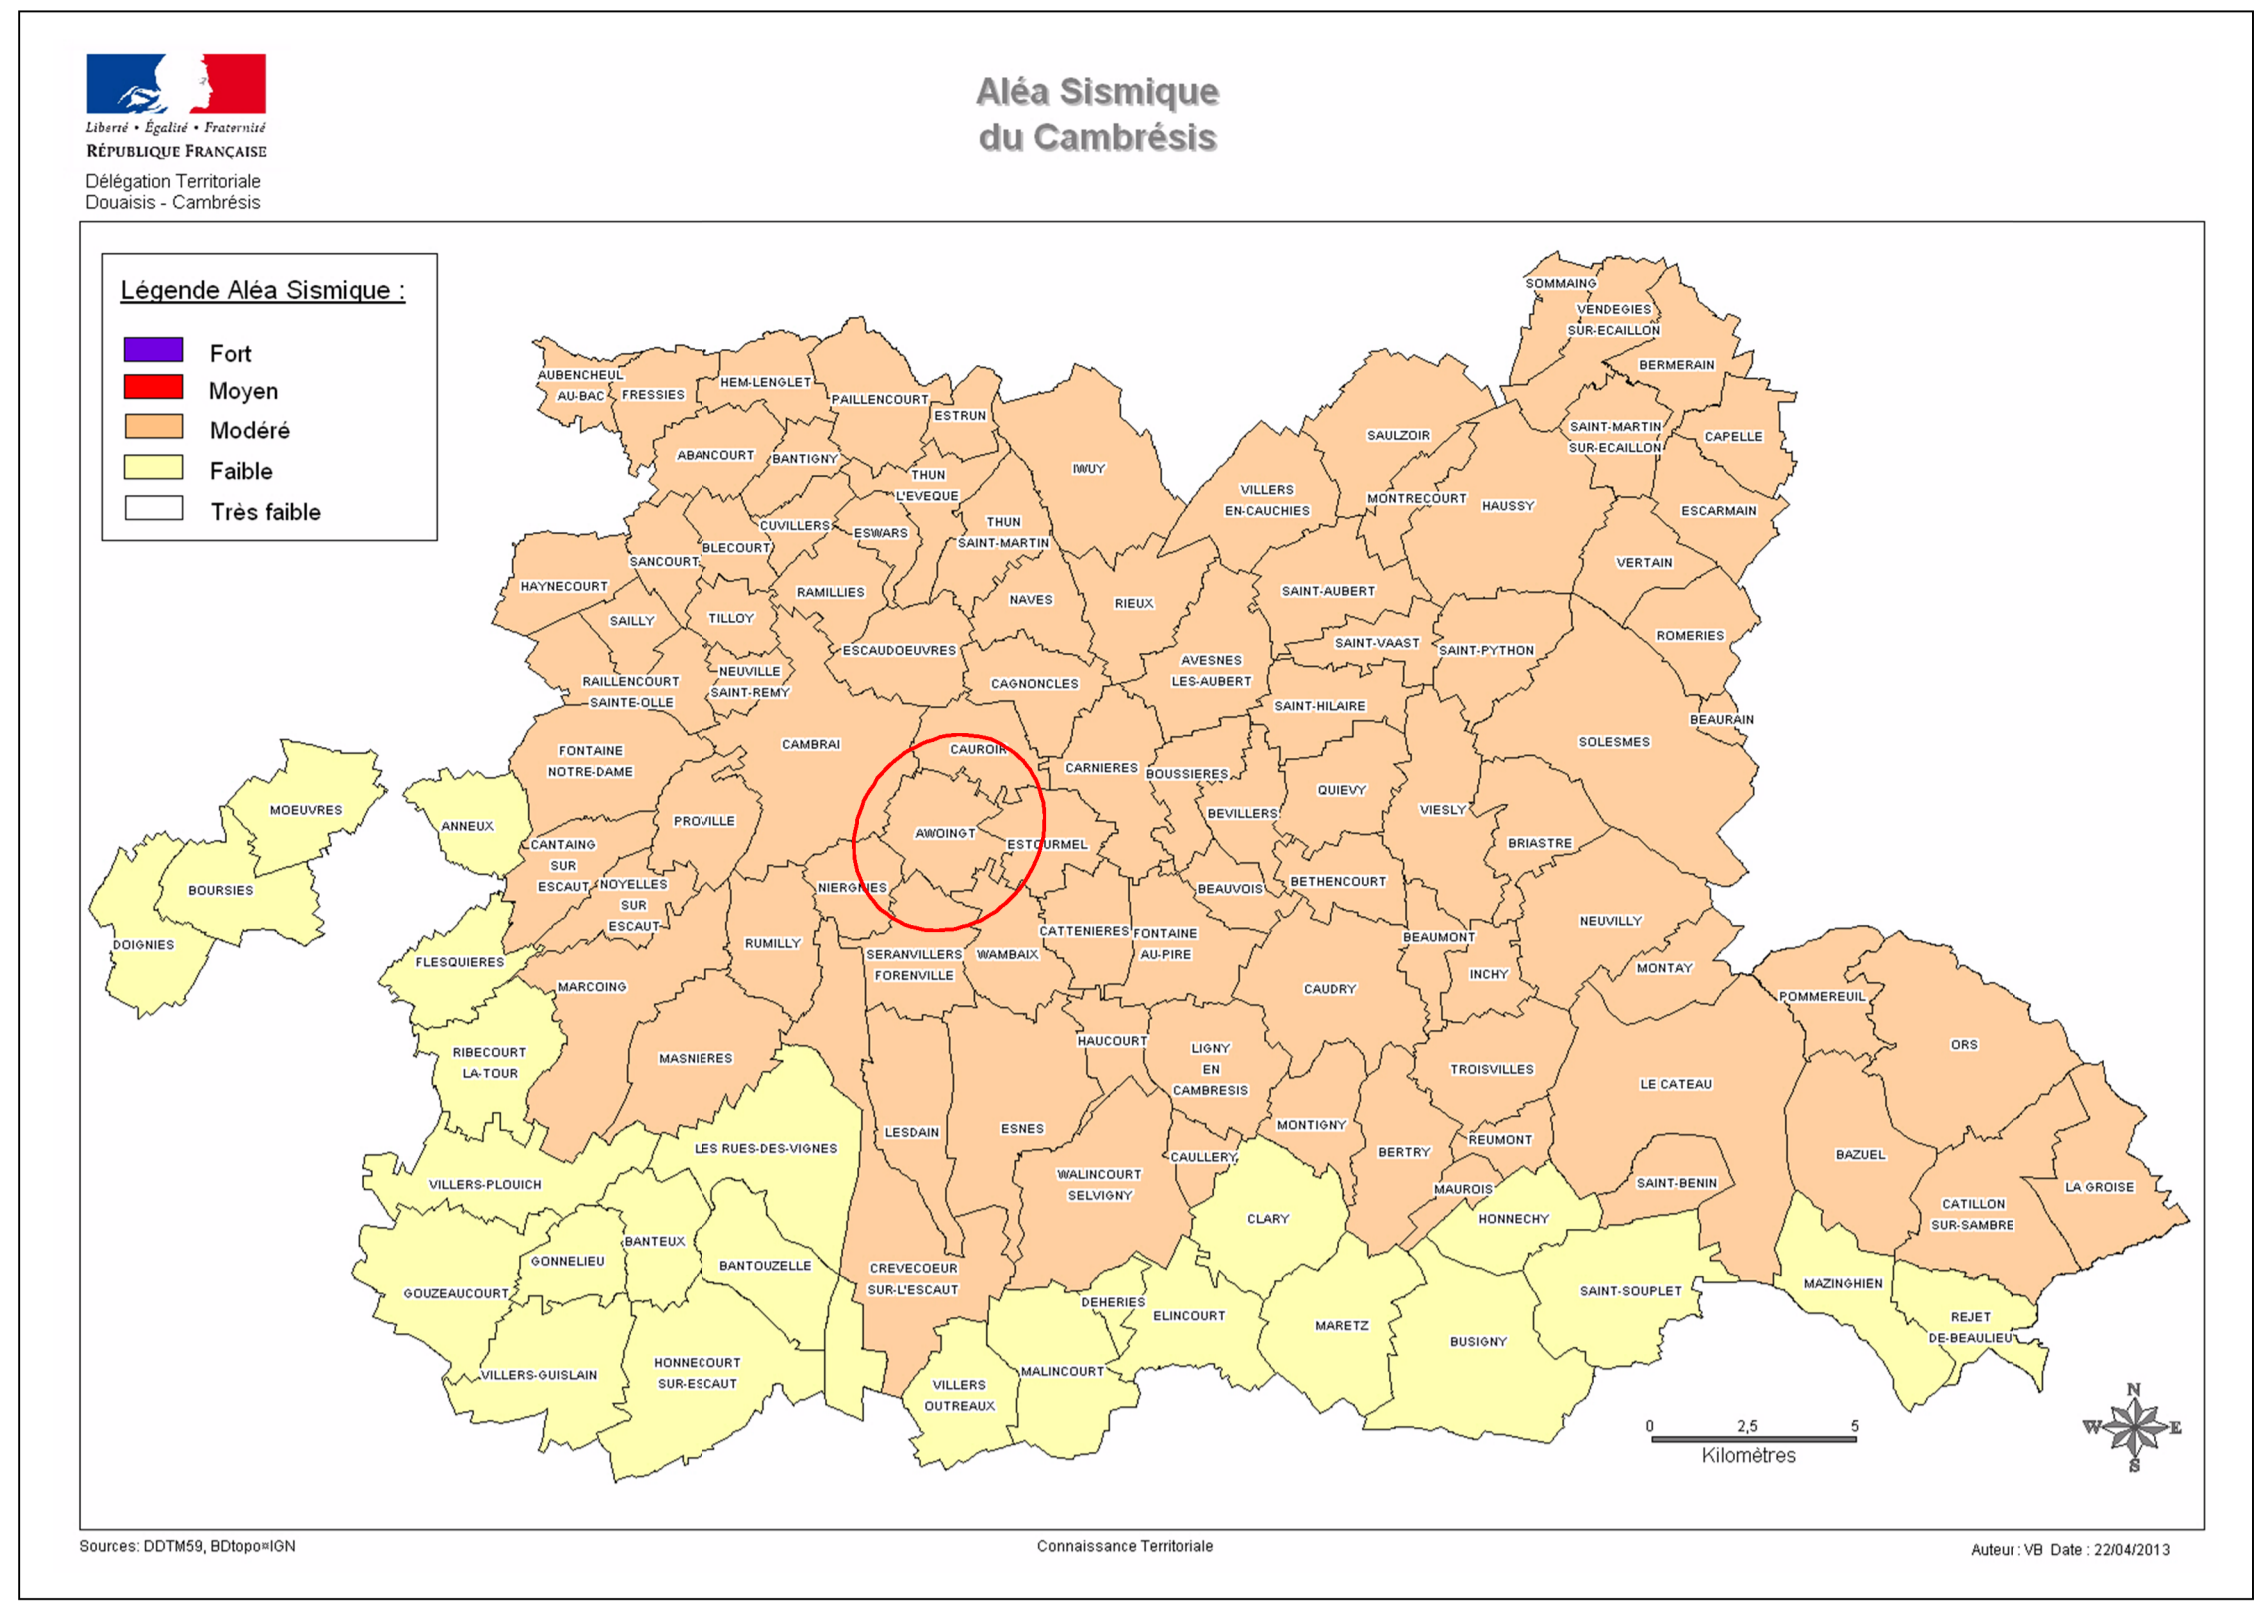 Aléa Sismique
du Cambrésis
Liberté • Égalité • Fraternité
RÉPUBLIQUE FRANÇAISE
Délégation Territoriale
Douaisis - Cambrésis
Légende Aléa Sismique :
Fort
Moyen
Modéré
Faible
Très faible
SOMMAING
VENDEGIES
SUR-ECAILLON
BERMERAIN
AUBENCHEUL
AU-BAC
FRESSIES
HEM-LENGLET
PAILLENCOURT
ESTRUN
ABANCOURT
BANTIGNY
THUN
L'EVEQUE
IWUY
SAULZOIR
SAINT-MARTIN
SUR-ECAILLON
CAPELLE
VILLERS
EN-CAUCHIES
MONTRECOURT
HAUSSY
ESCARMAIN
CUVILLERS
ESWARS
THUN
SAINT-MARTIN
BLECOURT
SANCOURT
VERTAIN
HAYNECOURT
RAMILLIES
NAVES
RIEUX
SAINT-AUBERT
SAILLY
TILLOY
ROMERIES
ESCAUDOEUVRES
SAINT-VAAST
SAINT-PYTHON
AVESNES
LES-AUBERT
NEUVILLE
SAINT-REMY
RAILLENCOURT
SAINTE-OLLE
CAGNONCLES
SAINT-HILAIRE
BEAURAIN
CAMBRAI
CAUROIR
SOLESMES
FONTAINE
NOTRE-DAME
CARNIERES
BOUSSIERES
QUIEVY
MOEUVRES
ANNEUX
PROVILLE
AWOINGT
BEVILLERS
VIESLY
CANTAING
SUR
ESCAUT
ESTOURMEL
BRIASTRE
BOURSIES
NOYELLES
SUR
ESCAUT
NIERGNIES
BEAUVOIS
BETHENCOURT
NEUVILLY
DOIGNIES
RUMILLY
CATTENIERES
FONTAINE
AU-PIRE
BEAUMONT
FLESQUIERES
SERANVILLERS
FORENVILLE
WAMBAIX
INCHY
MONTAY
MARCOING
CAUDRY
POMMEREUIL
RIBECOURT
LA-TOUR
MASNIERES
HAUCOURT
LIGNY
EN
CAMBRESIS
TROISVILLES
ORS
LE CATEAU
LESDAIN
ESNES
MONTIGNY
REUMONT
LES RUES-DES-VIGNES
CAULLERY
BERTRY
BAZUEL
VILLERS-PLOUICH
WALINCOURT
SELVIGNY
MAUROIS
SAINT-BENIN
LA GROISE
CATILLON
SUR-SAMBRE
CLARY
HONNECHY
BANTEUX
GONNELIEU
BANTOUZELLE
CREVECOEUR
SUR-L'ESCAUT
GOUZEAUCOURT
DEHERIES
ELINCOURT
SAINT-SOUPLET
MAZINGHIEN
MARETZ
BUSIGNY
REJET
DE-BEAULIEU
VILLERS-GUISLAIN
HONNECOURT
SUR-ESCAUT
MALINCOURT
VILLERS
OUTREAUX
0 2,5 5
Kilomètres
N
W E
S
Sources: DDTM59, BDtopo¤IGN
Connaissance Territoriale
Auteur : VB Date : 22/04/2013